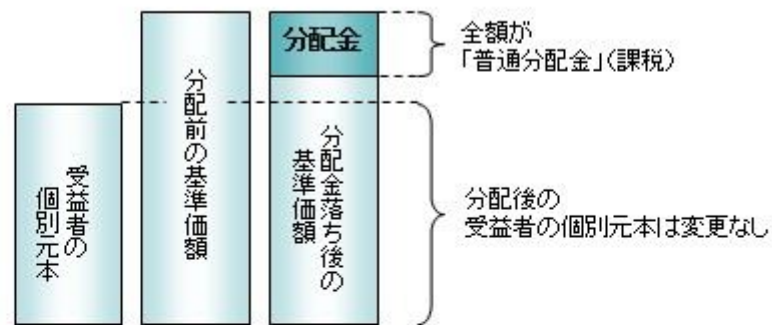 受益者の
個別元本
分配前の基準価額
分配金
分配金落ち後の
基準価額
全額が
「普通分配金」(課税)
分配後の
受益者の個別元本は変更なし